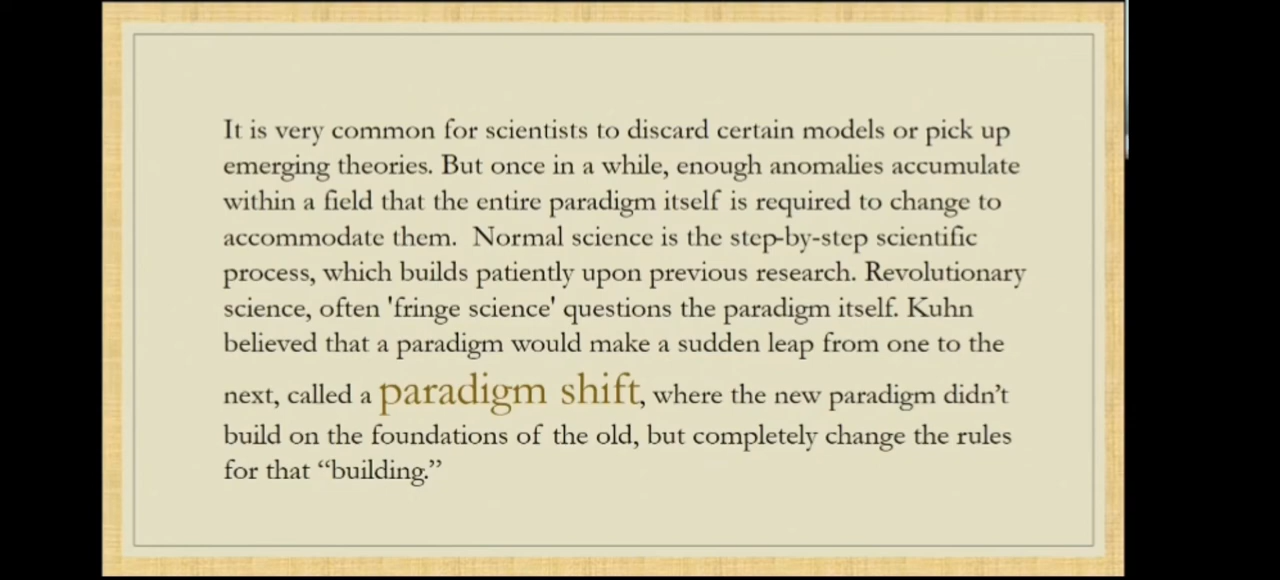 It is very common for scientists to discard certain models or pick up
emerging theories. But once in a while, enough anomalies accumulate
within a field that the entire paradigm itself is required to change to
accommodate them.  Normal science is the step-by-step scientific
process, which builds patiently upon previous research. Revolutionary
science, often 'fringe science' questions the paradigm itself. Kuhn
believed that a paradigm would make a sudden leap from one to the
next, called a paradigm shift, where the new paradigm didn’t
build on the foundations of the old, but completely change the rules
for that “building.”